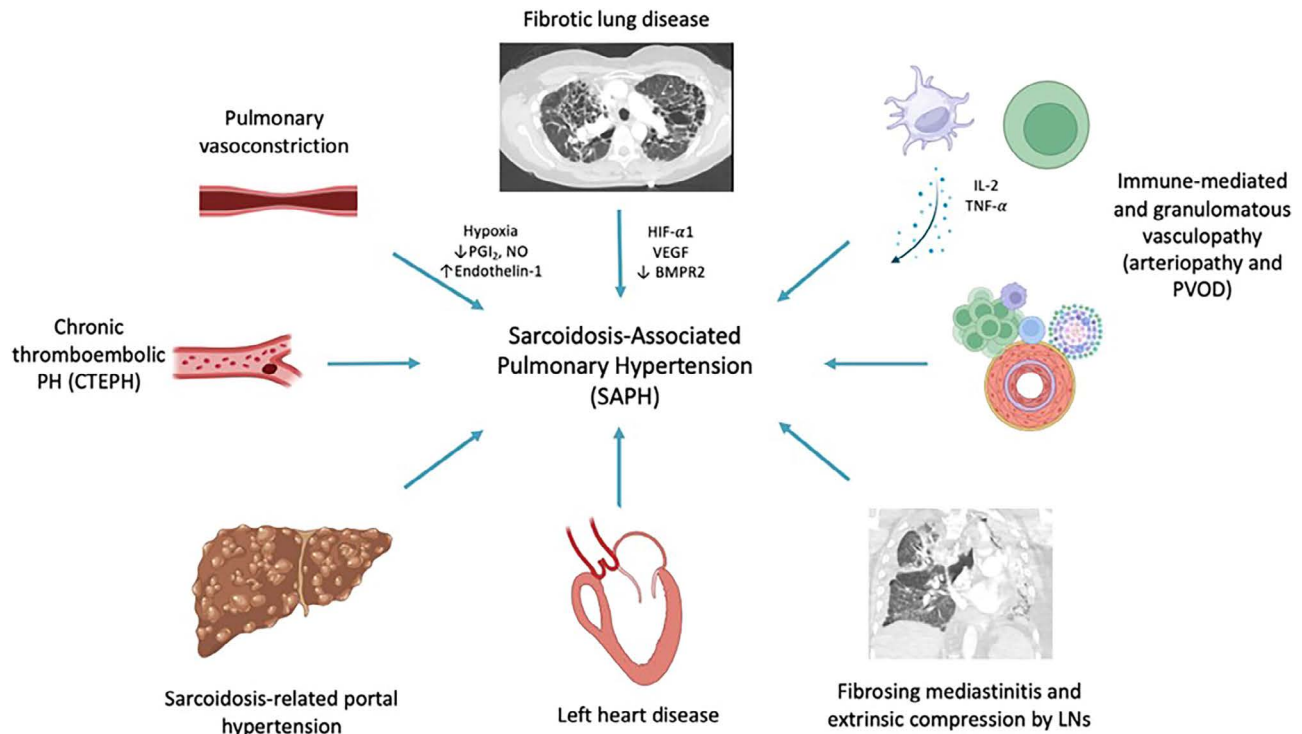 Fibrotic lung disease
Pulmonary
vasoconstriction
Hypoxia
↓PGI₂, NO
↑Endothelin-1
HIF-α1
VEGF
↓ BMPR2
IL-2
TNF-α
Immune-mediated
and granulomatous
vasculopathy
(arteriopathy and
PVOD)
Chronic
thromboembolic
PH (CTEPH)
Sarcoidosis-Associated
Pulmonary Hypertension
(SAPH)
Sarcoidosis-related portal
hypertension
Left heart disease
Fibrosing mediastinitis and
extrinsic compression by LNs